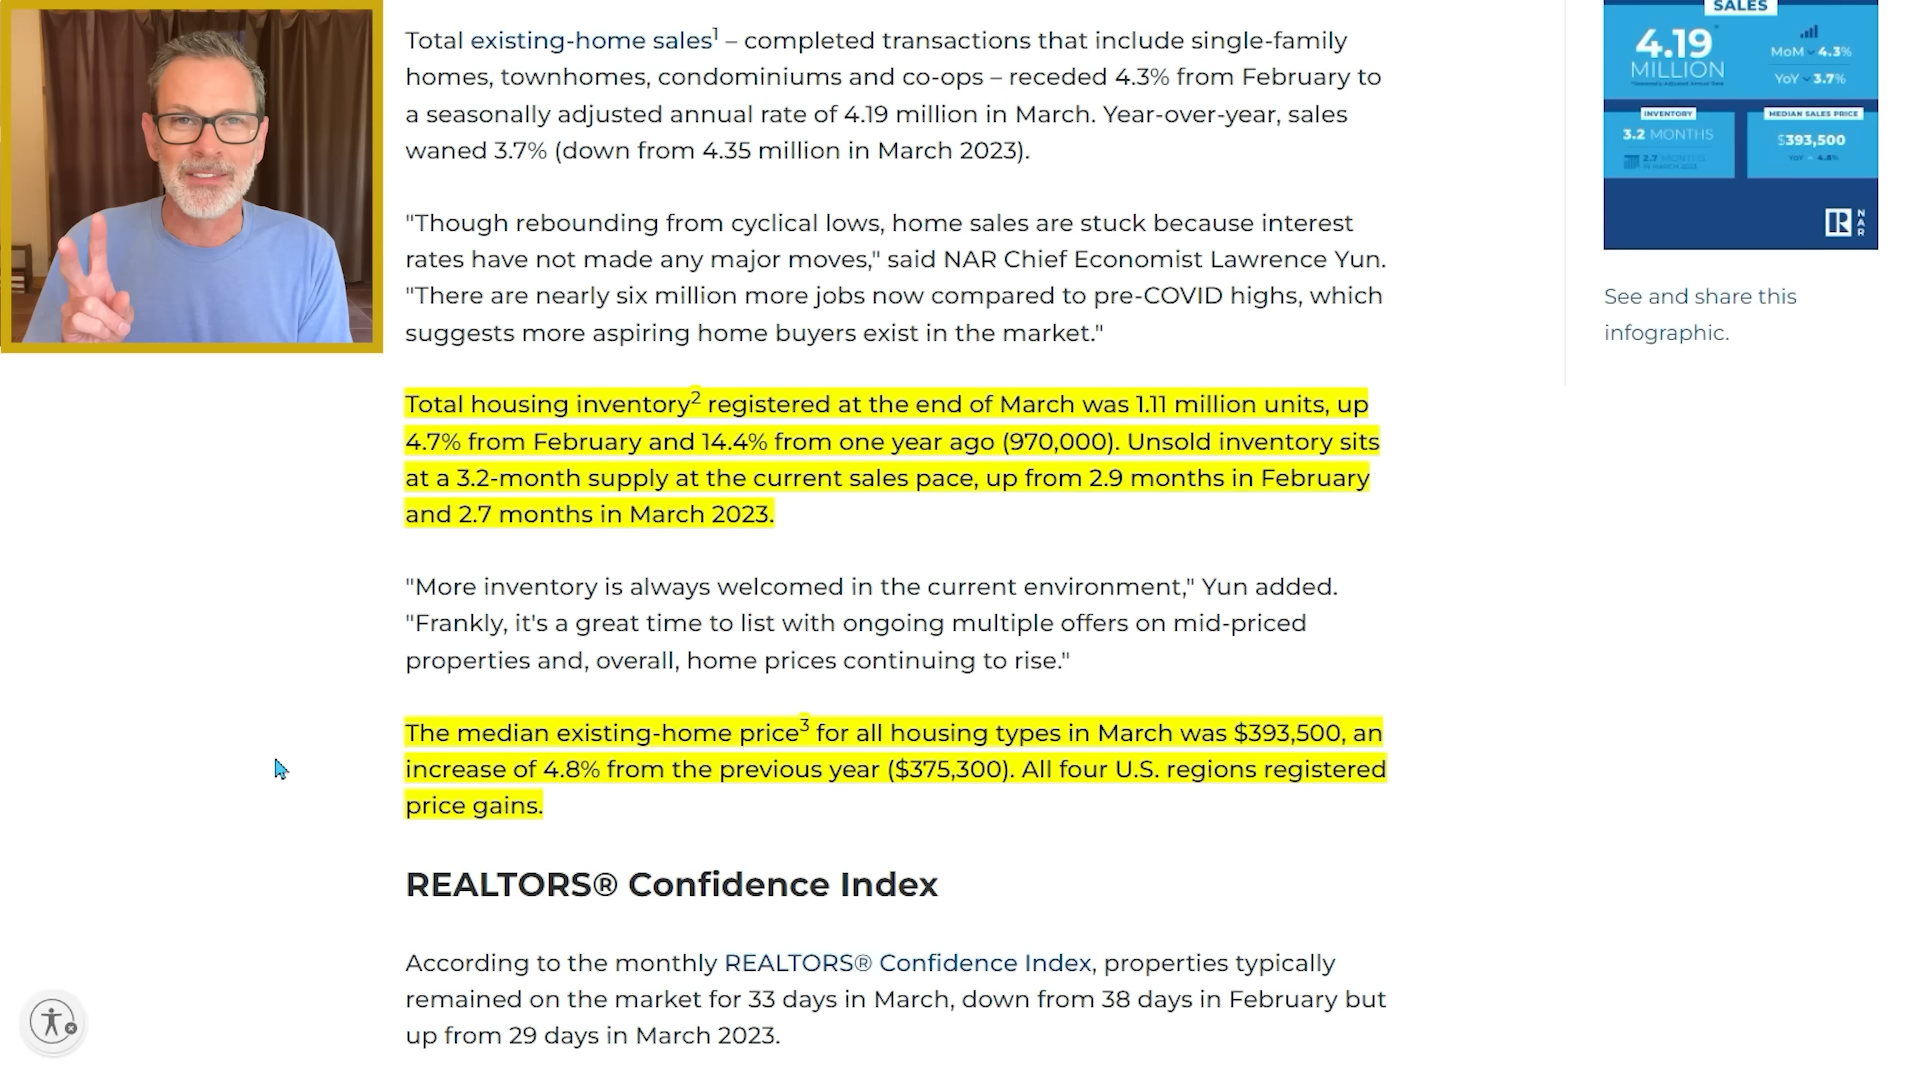 Total existing-home sales1 – completed transactions that include single-family
homes, townhomes, condominiums and co-ops – receded 4.3% from February to
a seasonally adjusted annual rate of 4.19 million in March. Year-over-year, sales
waned 3.7% (down from 4.35 million in March 2023).
"Though rebounding from cyclical lows, home sales are stuck because interest
rates have not made any major moves," said NAR Chief Economist Lawrence Yun.
"There are nearly six million more jobs now compared to pre-COVID highs, which
suggests more aspiring home buyers exist in the market."
Total housing inventory2 registered at the end of March was 1.11 million units, up
4.7% from February and 14.4% from one year ago (970,000). Unsold inventory sits
at a 3.2-month supply at the current sales pace, up from 2.9 months in February
and 2.7 months in March 2023.
"More inventory is always welcomed in the current environment," Yun added.
"Frankly, it's a great time to list with ongoing multiple offers on mid-priced
properties and, overall, home prices continuing to rise."
The median existing-home price3 for all housing types in March was $393,500, an
increase of 4.8% from the previous year ($375,300). All four U.S. regions registered
price gains.
REALTORS® Confidence Index
According to the monthly REALTORS® Confidence Index, properties typically
remained on the market for 33 days in March, down from 38 days in February but
up from 29 days in March 2023.
SALES
4.19
MILLION
MoM 4.3%
YoY 3.7%
INVENTORY
3.2 MONTHS
2.7 MONTHS
IN MARCH 2023
MEDIAN SALES PRICE
$393,500
YoY 4.8%
R
NAR
See and share this
infographic.